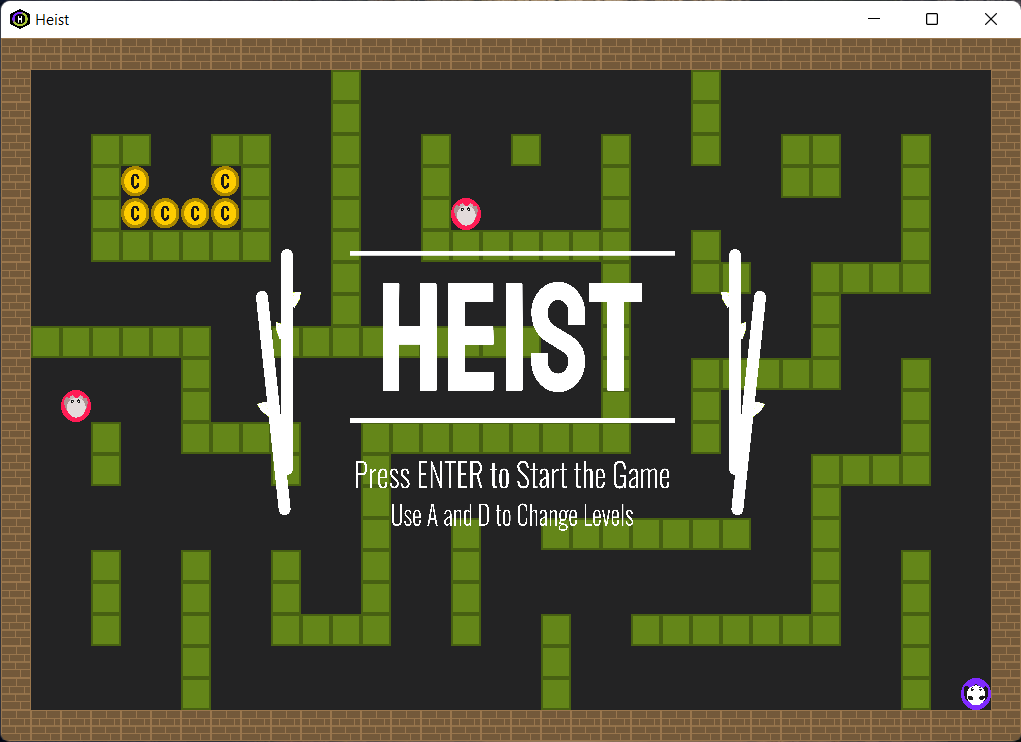 H Heist
C C
C C C C
HEIST
Press ENTER to Start the Game
Use A and D to Change Levels